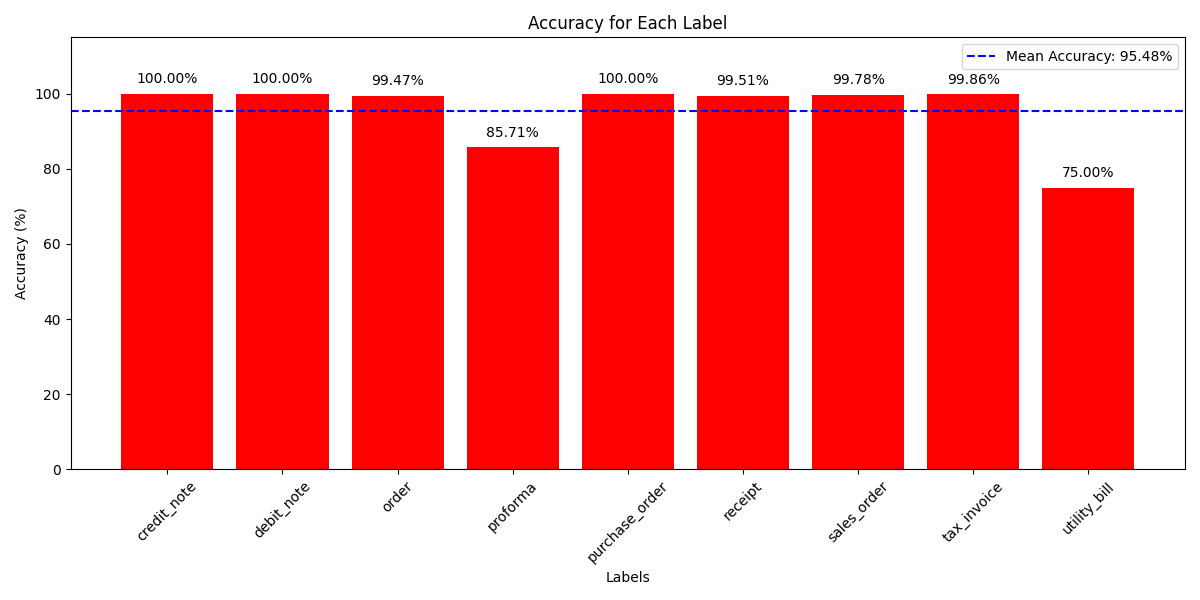 Accuracy for Each Label
Mean Accuracy: 95.48%
100.00%
100.00%
99.47%
85.71%
100.00%
99.51%
99.78%
99.86%
75.00%
Accuracy (%)
100
80
60
40
20
0
credit_note
debit_note
order
proforma
purchase_order
receipt
sales_order
tax_invoice
utility_bill
Labels